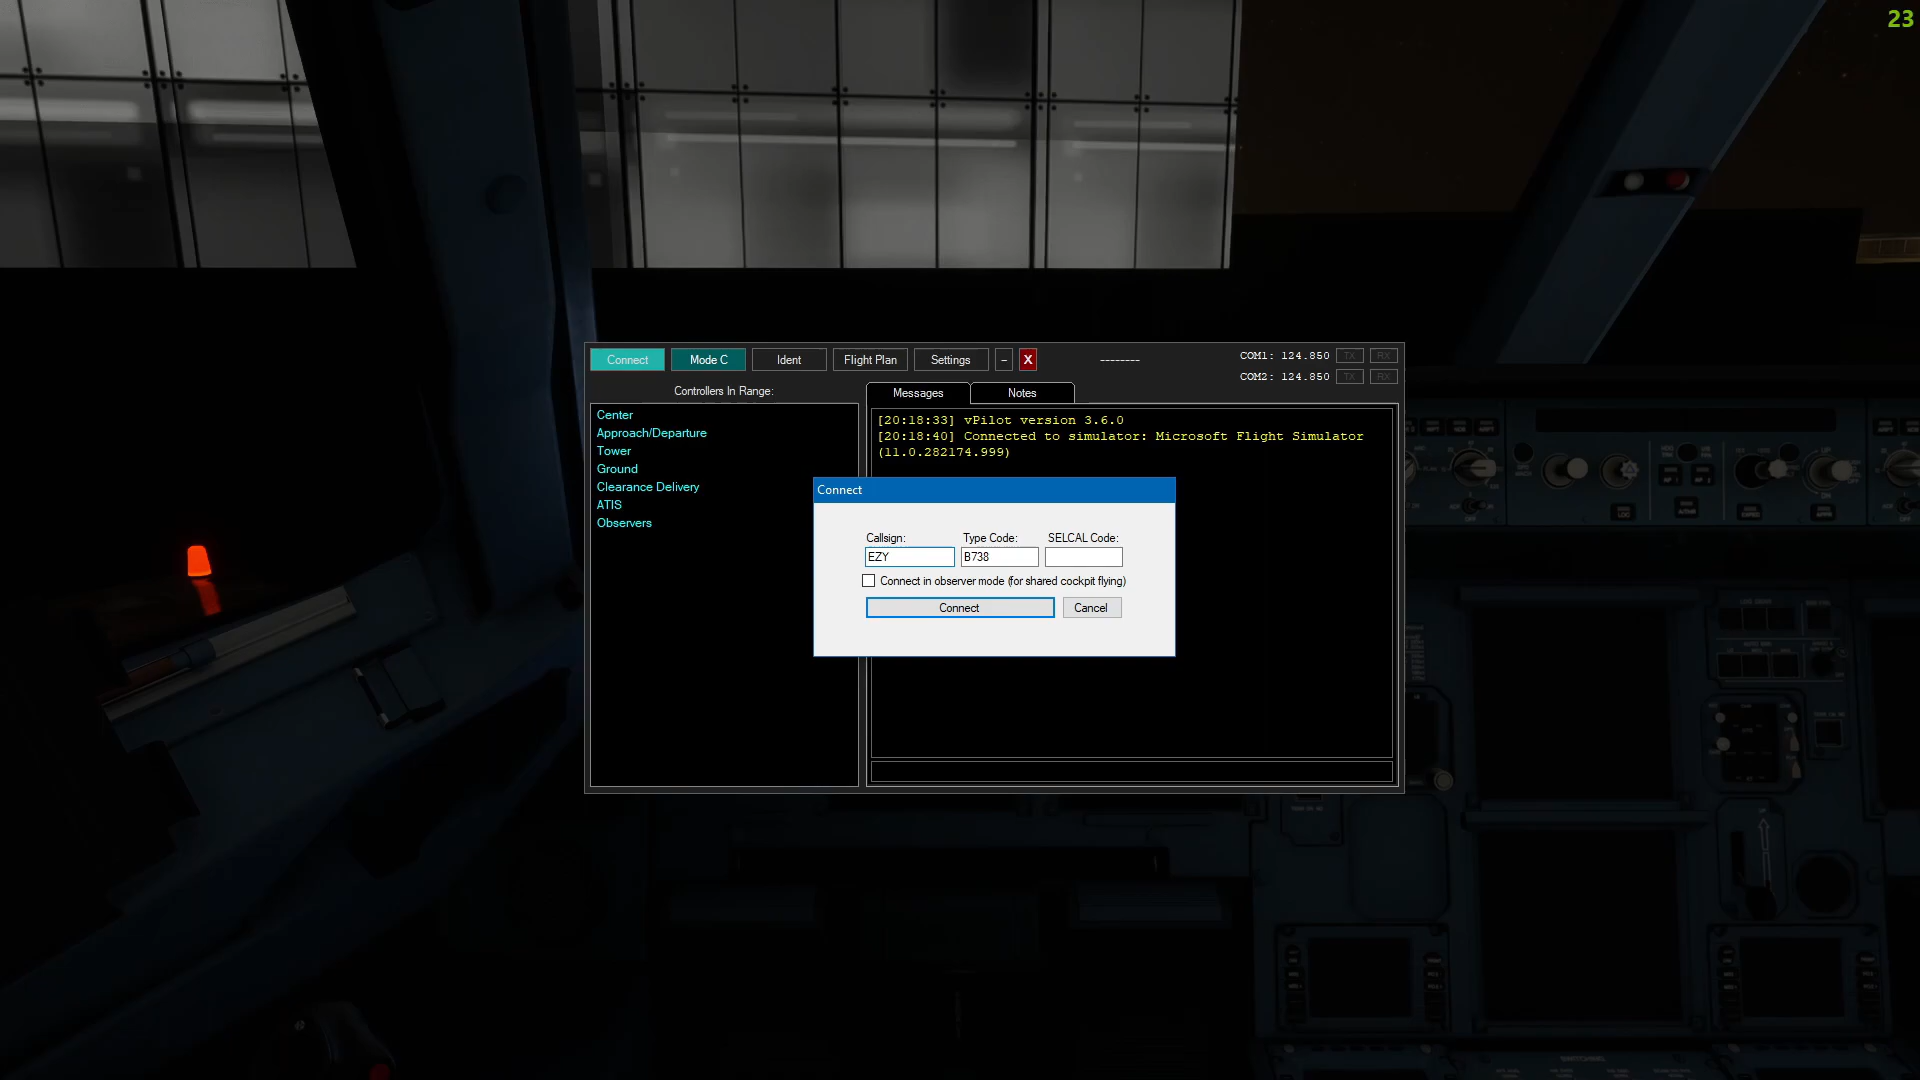 23
Connect
Mode C
Ident
Flight Plan
Settings
–
X
--------
COM1: 124.850 TX RX
COM2: 124.850 TX RX
Controllers In Range:
Messages
Notes
Center
Approach/Departure
Tower
Ground
Clearance Delivery
ATIS
Observers
[20:18:33] vPilot version 3.6.0
[20:18:40] Connected to simulator: Microsoft Flight Simulator
(11.0.282174.999)
Connect
Callsign: Type Code: SELCAL Code:
EZY B738
Connect in observer mode (for shared cockpit flying)
Connect Cancel